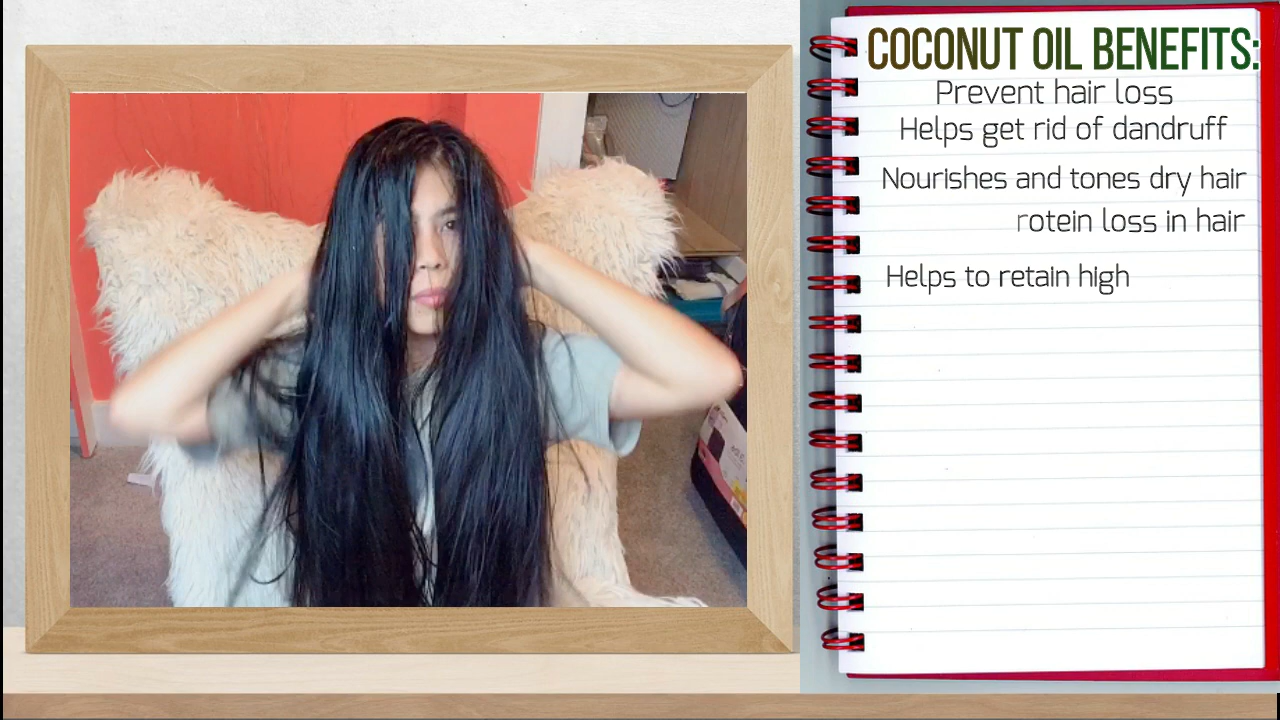 COCONUT OIL BENEFITS:
Prevent hair loss
Helps get rid of dandruff
Nourishes and tones dry hair
rotein loss in hair
Helps to retain high